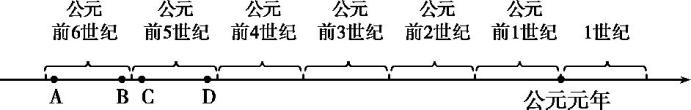 公元 公元 公元 公元 公元 公元
前6世纪 前5世纪 前4世纪 前3世纪 前2世纪 前1世纪 1世纪
A B C D 公元元年